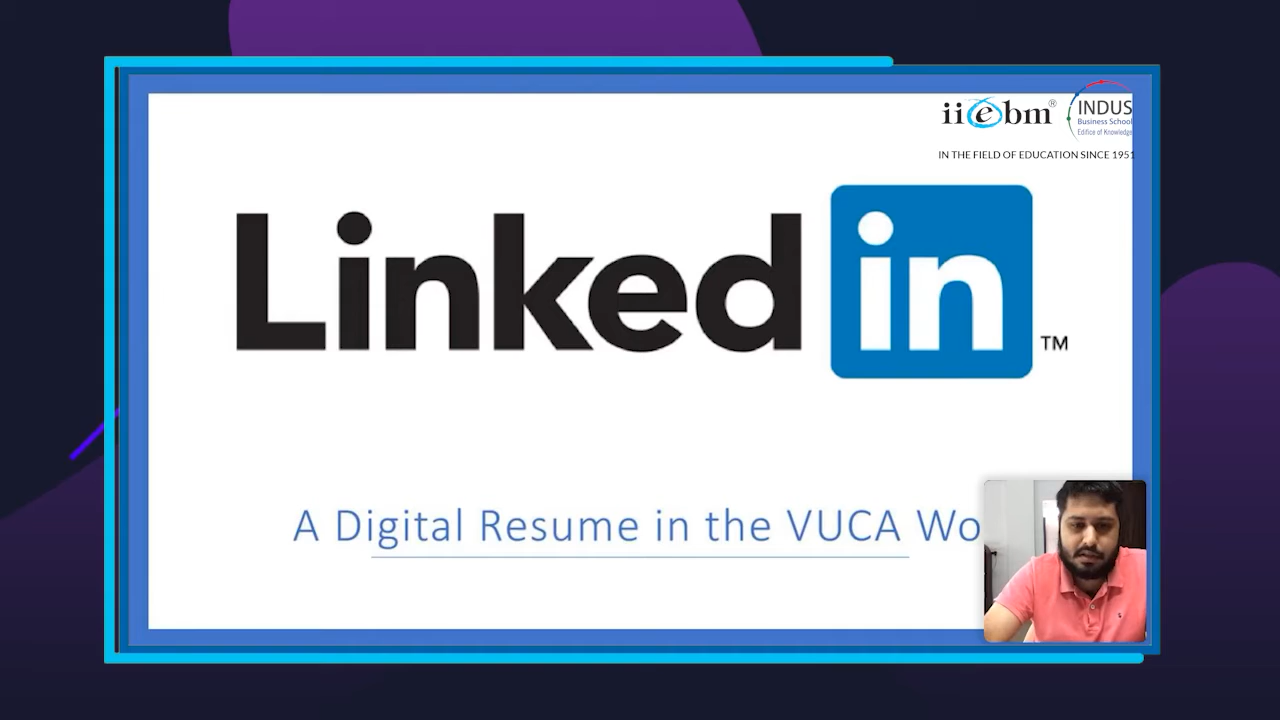 iiebm® INDUS
Business School
Edifice of Knowledge
IN THE FIELD OF EDUCATION SINCE 1951
Linked in TM
A Digital Resume in the VUCA Wo